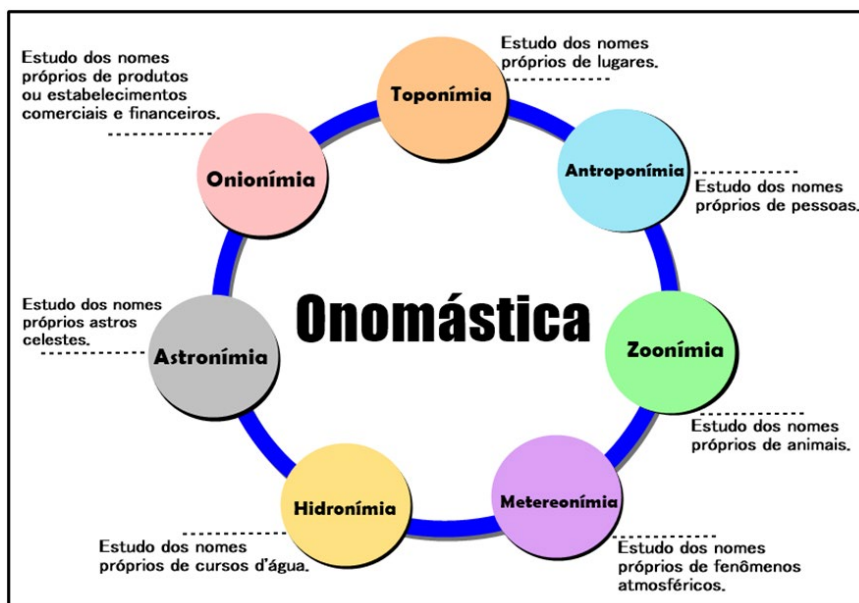 Estudo dos nomes
próprios de lugares.
Toponímia
Estudo dos nomes
próprios de produtos
ou estabelecimentos
comerciais e financeiros.
Onionímia
Antroponímia
Estudo dos nomes
próprios de pessoas.
Onomástica
Estudo dos nomes
próprios astros
celestes.
Astronímia
Zoonímia
Estudo dos nomes
próprios de animais.
Hidronímia
Estudo dos nomes
próprios de cursos d'água.
Metereonímia
Estudo dos nomes
próprios de fenômenos
atmosféricos.